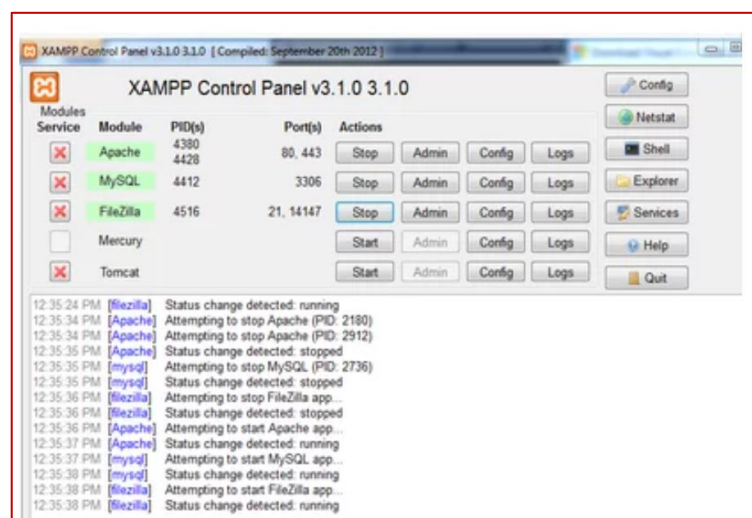 XAMPP Control Panel v3.1.0 3.1.0 [ Compiled: September 20th 2012 ]
XAMPP Control Panel v3.1.0 3.1.0
Config
Modules
Service Module PID(s) Port(s) Actions
Netstat
Apache 4380 4428 80, 443 Stop Admin Config Logs
Shell
MySQL 4412 3306 Stop Admin Config Logs
Explorer
FileZilla 4516 21, 14147 Stop Admin Config Logs
Services
Mercury Start Admin Config Logs
Help
Tomcat Start Admin Config Logs
Quit
12:35:24 PM [filezilla] Status change detected: running
12:35:34 PM [Apache] Attempting to stop Apache (PID: 2180)
12:35:34 PM [Apache] Attempting to stop Apache (PID: 2912)
12:35:35 PM [Apache] Status change detected: stopped
12:35:35 PM [mysql] Attempting to stop MySQL (PID: 2736)
12:35:35 PM [mysql] Status change detected: stopped
12:35:36 PM [filezilla] Attempting to stop FileZilla app...
12:35:36 PM [filezilla] Status change detected: stopped
12:35:36 PM [Apache] Attempting to start Apache app...
12:35:37 PM [Apache] Status change detected: running
12:35:37 PM [mysql] Attempting to start MySQL app...
12:35:38 PM [mysql] Status change detected: running
12:35:38 PM [filezilla] Attempting to start FileZilla app...
12:35:38 PM [filezilla] Status change detected: running